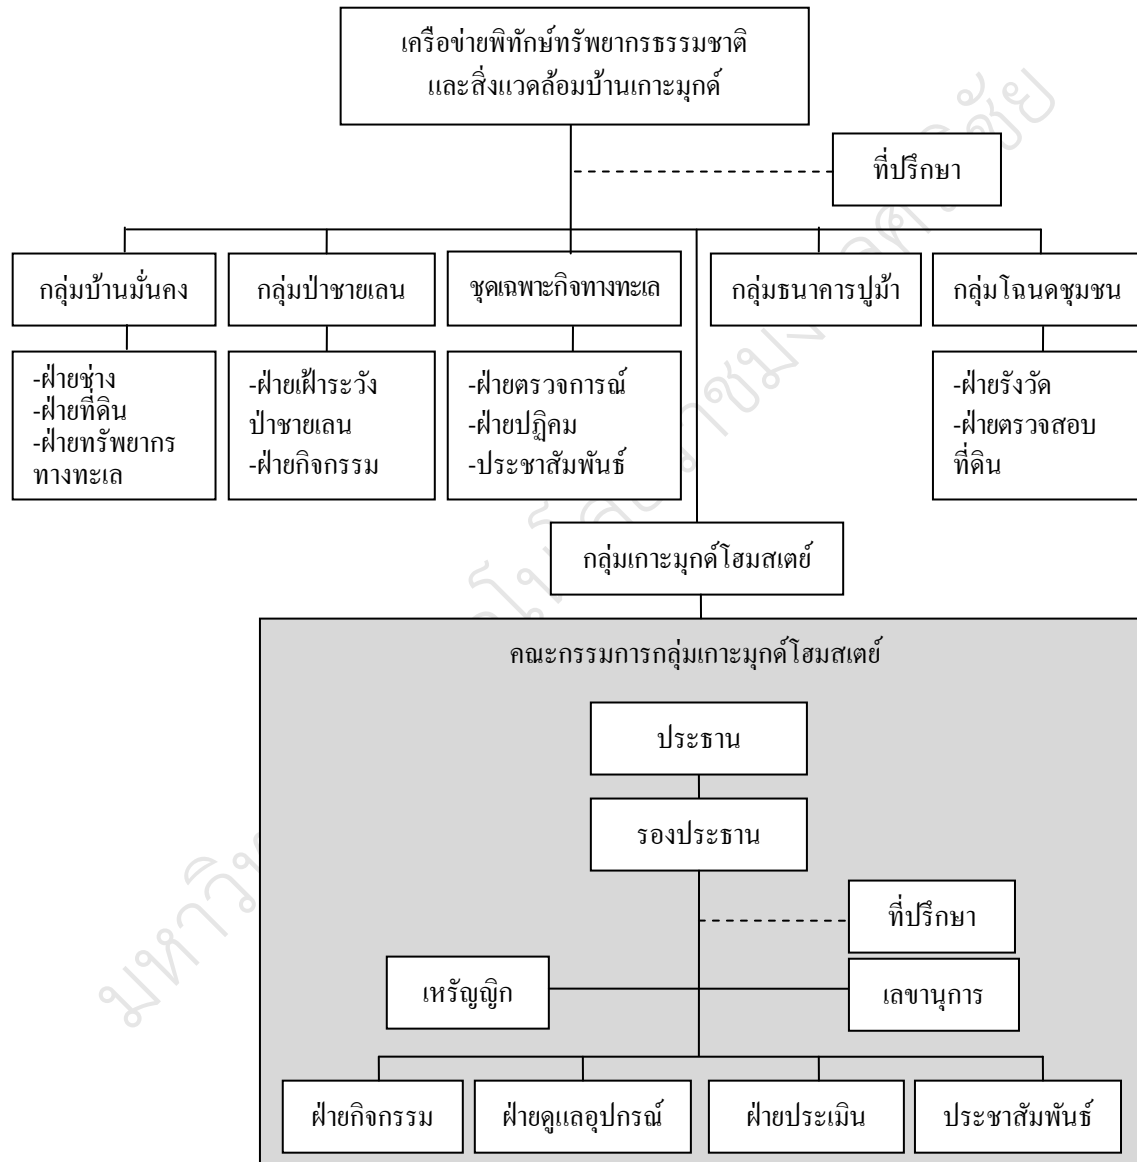 เครือข่ายพิทักษ์ทรัพยากรธรรมชาติ
และสิ่งแวดล้อมบ้านเกาะมุกด์
ที่ปรึกษา
กลุ่มบ้านมั่นคง
กลุ่มป่าชายเลน
ชุดเฉพาะกิจทางทะเล
กลุ่มธนาคารปูม้า
กลุ่มโฉนดชุมชน
-ฝ่ายช่าง
-ฝ่ายที่ดิน
-ฝ่ายทรัพยากร
ทางทะเล
-ฝ่ายเฝ้าระวัง
ป่าชายเลน
-ฝ่ายกิจกรรม
-ฝ่ายตรวจการณ์
-ฝ่ายปฏิคม
-ประชาสัมพันธ์
-ฝ่ายรังวัด
-ฝ่ายตรวจสอบ
ที่ดิน
กลุ่มเกาะมุกด์โฮมสเตย์
คณะกรรมการกลุ่มเกาะมุกด์โฮมสเตย์
ประธาน
รองประธาน
ที่ปรึกษา
เหรัญญิก
เลขานุการ
ฝ่ายกิจกรรม
ฝ่ายดูแลอุปกรณ์
ฝ่ายประเมิน
ประชาสัมพันธ์